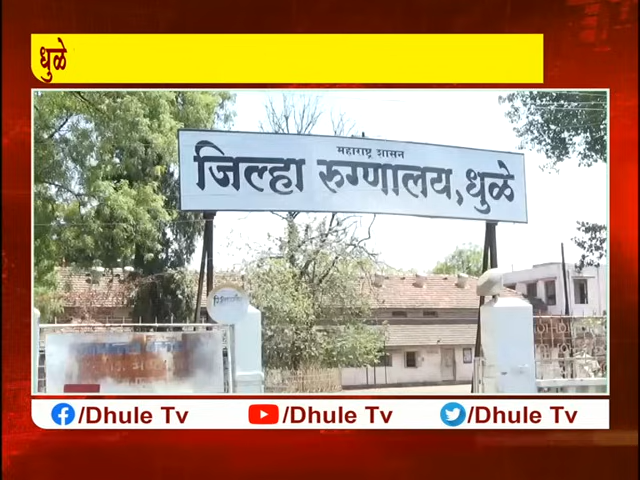 धुळे
महाराष्ट्र शासन
जिल्हा रुग्णालय, धुळे
/Dhule Tv /Dhule Tv /Dhule Tv